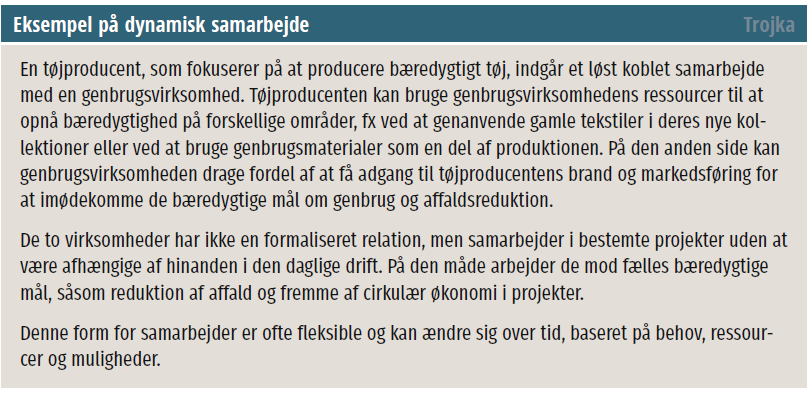 Eksempel på dynamisk samarbejde Trojka
En tøjproducent, som fokuserer på at producere bæredygtigt tøj, indgår et løst koblet samarbejde
med en genbrugsvirksomhed. Tøjproducenten kan bruge genbrugsvirksomhedens ressourcer til at
opnå bæredygtighed på forskellige områder, fx ved at genanvende gamle tekstiler i deres nye kol-
lektioner eller ved at bruge genbrugsmaterialer som en del af produktionen. På den anden side kan
genbrugsvirksomheden drage fordel af at få adgang til tøjproducentens brand og markedsføring for
at imødekomme de bæredygtige mål om genbrug og affaldsreduktion.
De to virksomheder har ikke en formaliseret relation, men samarbejder i bestemte projekter uden at
være afhængige af hinanden i den daglige drift. På den måde arbejder de mod fælles bæredygtige
mål, såsom reduktion af affald og fremme af cirkulær økonomi i projekter.
Denne form for samarbejder er ofte fleksible og kan ændre sig over tid, baseret på behov, ressour-
cer og muligheder.